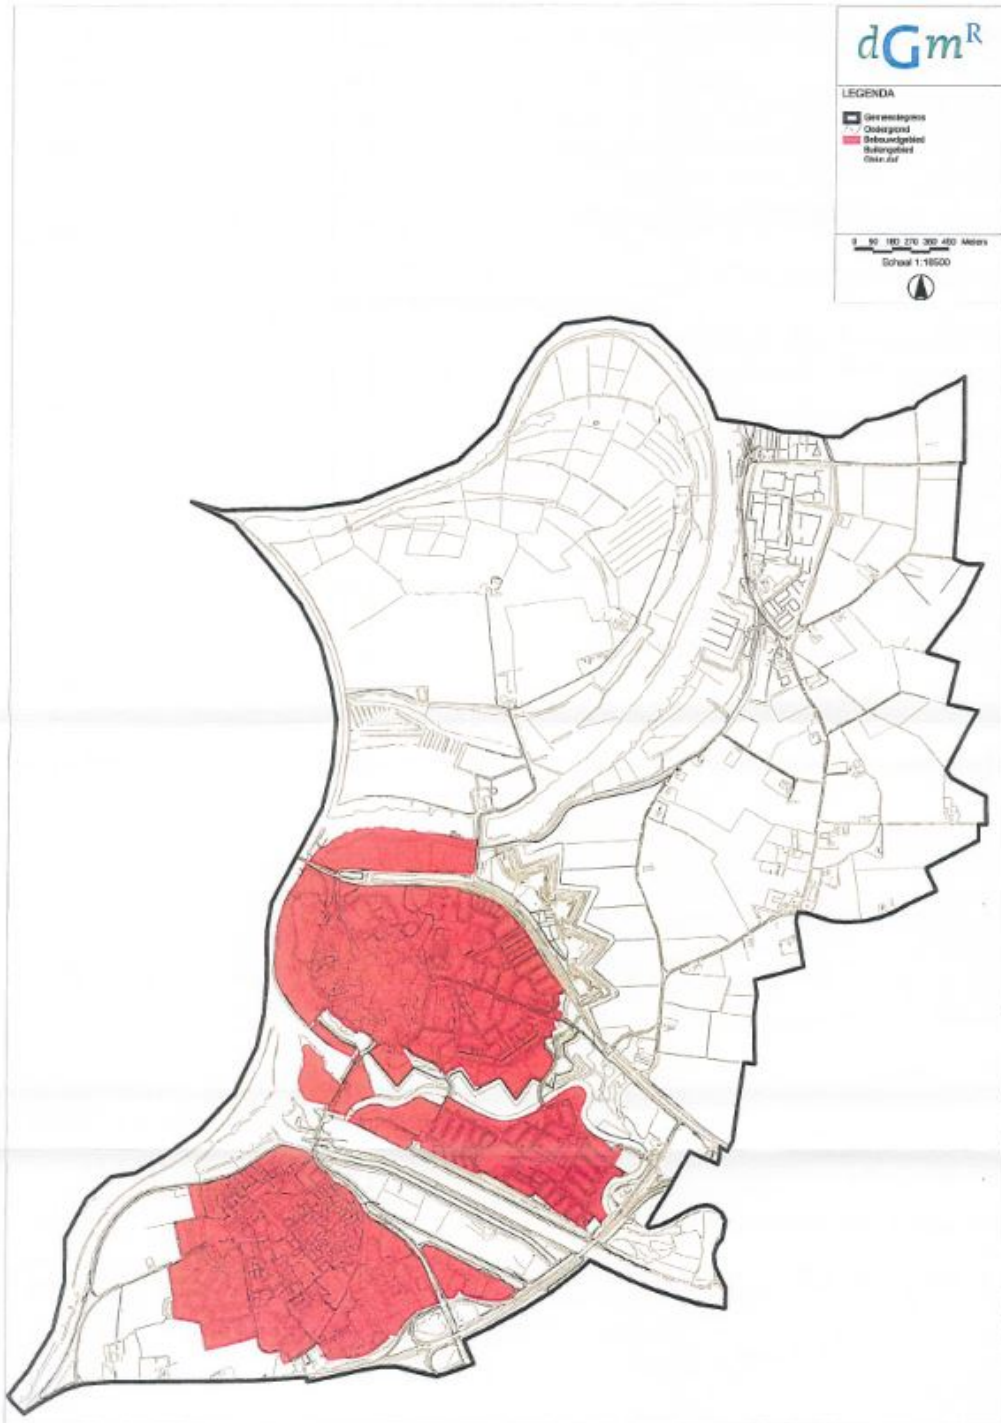 dGmR
LEGENDA
Gemeentegrens
Ondergrond
Bebouwdgebied
Buitengebied
0 90 180 270 360 450 Meters
Schaal 1:18500